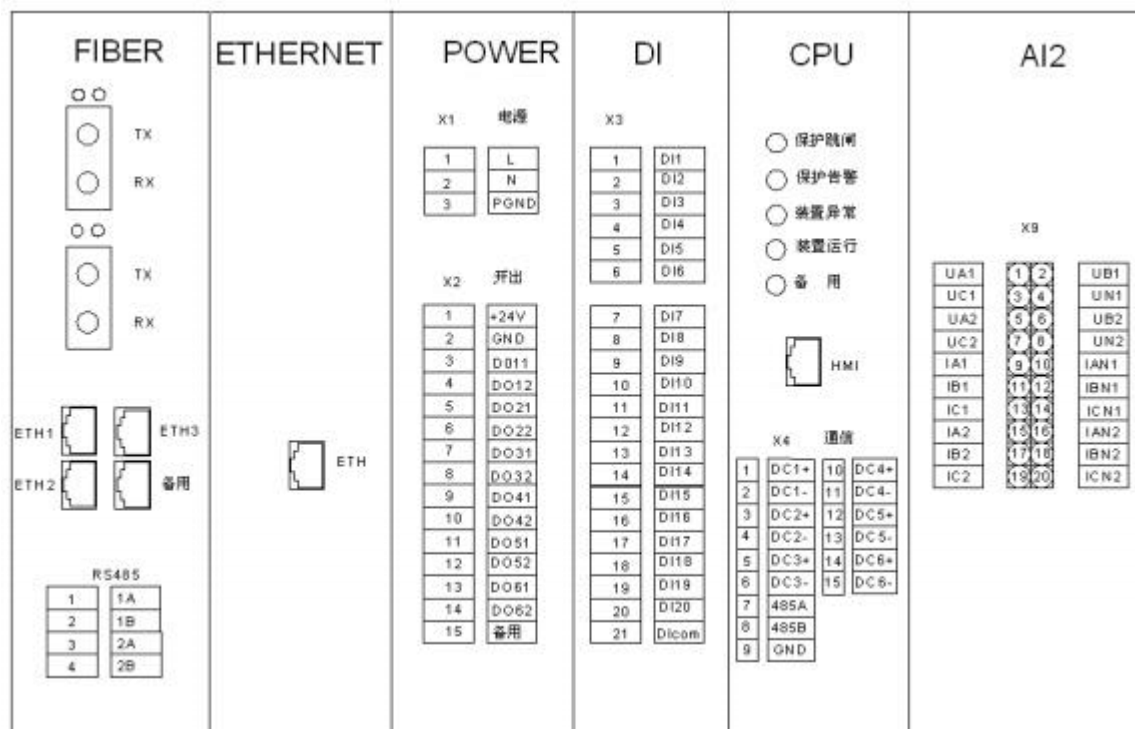 FIBER
TX
RX
TX
RX
ETH1
ETH3
ETH2
备用
RS485
1 1A
2 1B
3 2A
4 2B
ETHERNET
ETH
POWER
X1 电源
1 L
2 N
3 PGND
X2 开出
1 +24V
2 GND
3 D011
4 DO12
5 DO21
6 DO22
7 DO31
8 DO32
9 DO41
10 DO42
11 DO51
12 DO52
13 DO61
14 DO62
15 备用
DI
X3
1 DI1
2 DI2
3 DI3
4 DI4
5 DI5
6 DI6
7 DI7
8 DI8
9 DI9
10 DI10
11 DI11
12 DI12
13 DI13
14 DI14
15 DI15
16 DI16
17 DI17
18 DI18
19 DI19
20 DI20
21 DIcom
CPU
保护跳闸
保护告警
装置异常
装置运行
备 用
HMI
X4 通信
1 DC1+ 10 DC4+
2 DC1- 11 DC4-
3 DC2+ 12 DC5+
4 DC2- 13 DC5-
5 DC3+ 14 DC6+
6 DC3- 15 DC6-
7 485A
8 485B
9 GND
AI2
X9
UA1 1 2 UB1
UC1 3 4 UN1
UA2 5 6 UB2
UC2 7 8 UN2
IA1 9 10 IAN1
IB1 11 12 IBN1
IC1 13 14 ICN1
IA2 15 16 IAN2
IB2 17 18 IBN2
IC2 19 20 ICN2